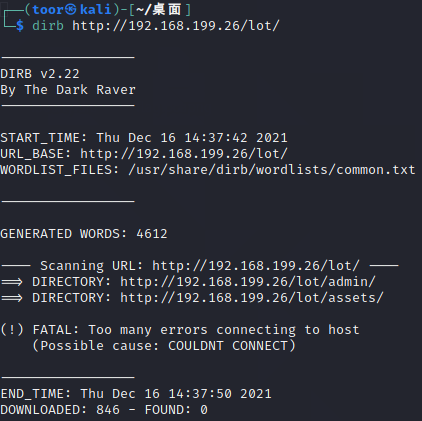 ┌──(toor㉿kali)-[~/桌面]
└─$ dirb http://192.168.199.26/lot/
-----------------
DIRB v2.22
By The Dark Raver
-----------------
START_TIME: Thu Dec 16 14:37:42 2021
URL_BASE: http://192.168.199.26/lot/
WORDLIST_FILES: /usr/share/dirb/wordlists/common.txt
-----------------
GENERATED WORDS: 4612
---- Scanning URL: http://192.168.199.26/lot/ ----
==> DIRECTORY: http://192.168.199.26/lot/admin/
==> DIRECTORY: http://192.168.199.26/lot/assets/
(!) FATAL: Too many errors connecting to host
(Possible cause: COULDNT CONNECT)
-----------------
END_TIME: Thu Dec 16 14:37:50 2021
DOWNLOADED: 846 - FOUND: 0